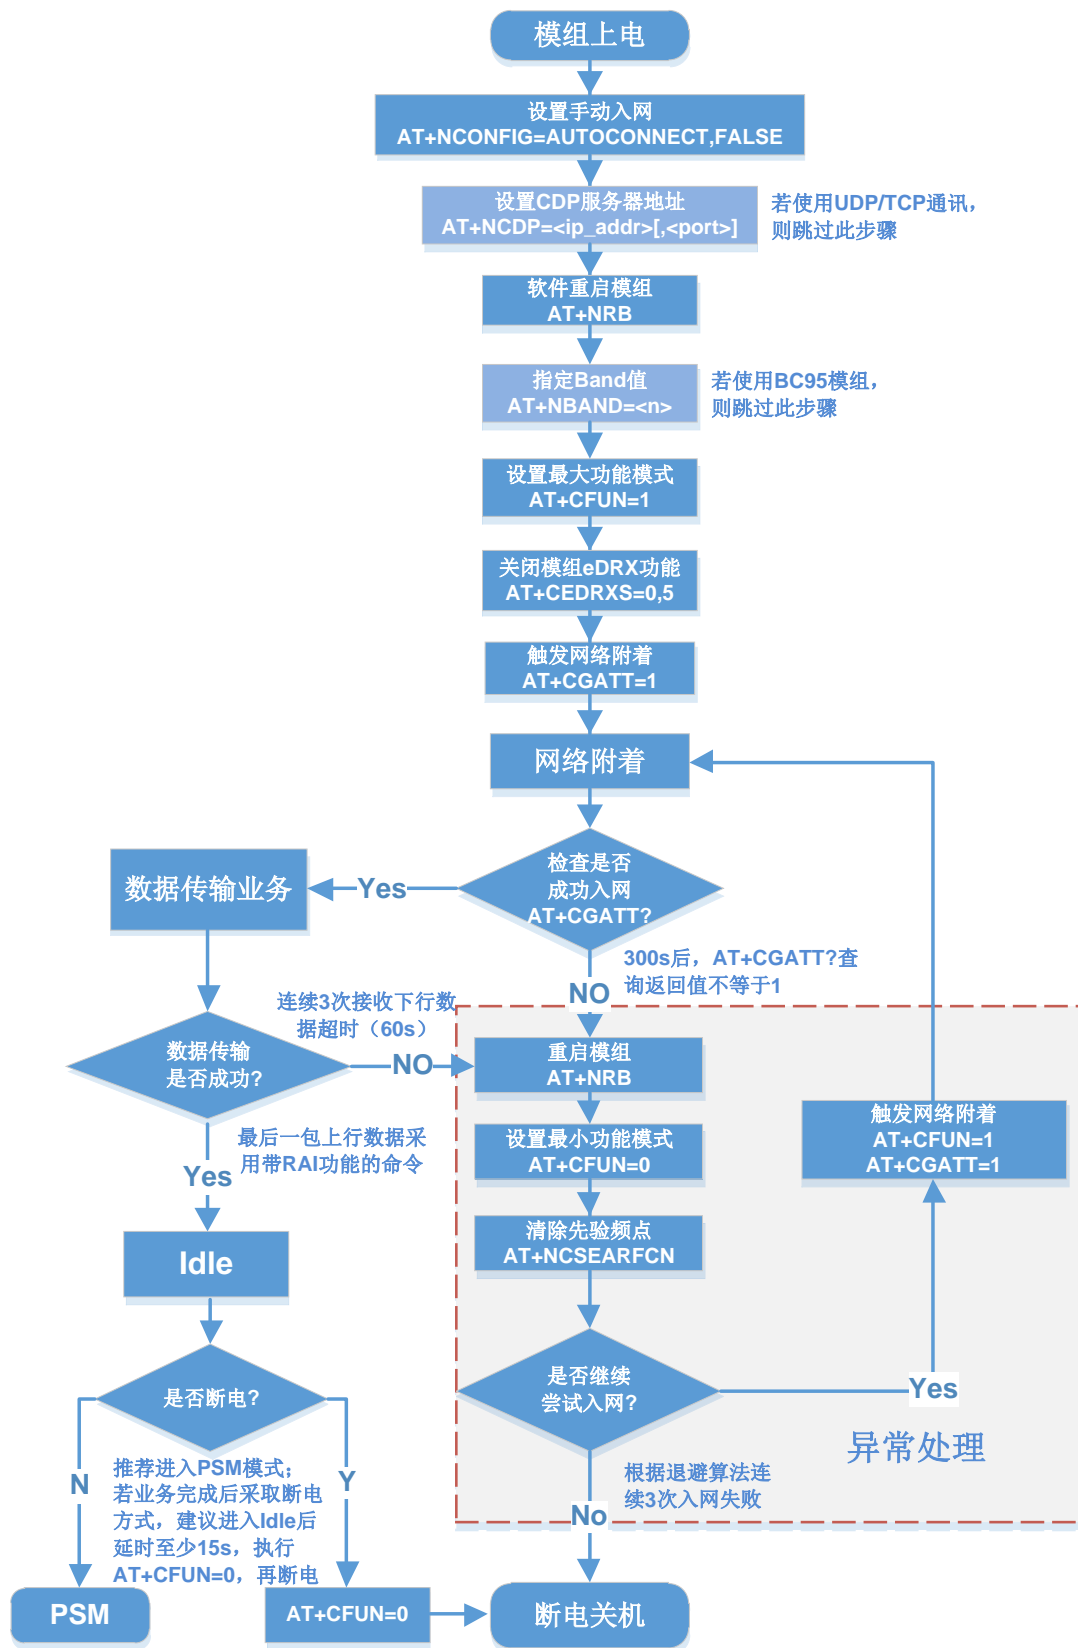 模组上电
设置手动入网
AT+NCONFIG=AUTOCONNECT,FALSE
设置CDP服务器地址
AT+NCDP=<ip_addr>[,<port>]
若使用UDP/TCP通讯，
则跳过此步骤
软件重启模组
AT+NRB
指定Band值
AT+NBAND=<n>
若使用BC95模组，
则跳过此步骤
设置最大功能模式
AT+CFUN=1
关闭模组eDRX功能
AT+CEDRXS=0,5
触发网络附着
AT+CGATT=1
网络附着
检查是否
成功入网
AT+CGATT?
Yes
数据传输业务
300s后，AT+CGATT?查
询返回值不等于1
NO
连续3次接收下行数
据超时（60s）
数据传输
是否成功?
NO
重启模组
AT+NRB
触发网络附着
AT+CFUN=1
AT+CGATT=1
设置最小功能模式
AT+CFUN=0
最后一包上行数据采
用带RAI功能的命令
Yes
清除先验频点
AT+NCSEARFCN
Idle
是否继续
尝试入网?
Yes
是否断电?
异常处理
N
推荐进入PSM模式；
若业务完成后采取断电
方式，建议进入Idle后
延时至少15s，执行
AT+CFUN=0，再断电
Y
根据退避算法连
续3次入网失败
No
PSM
AT+CFUN=0
断电关机